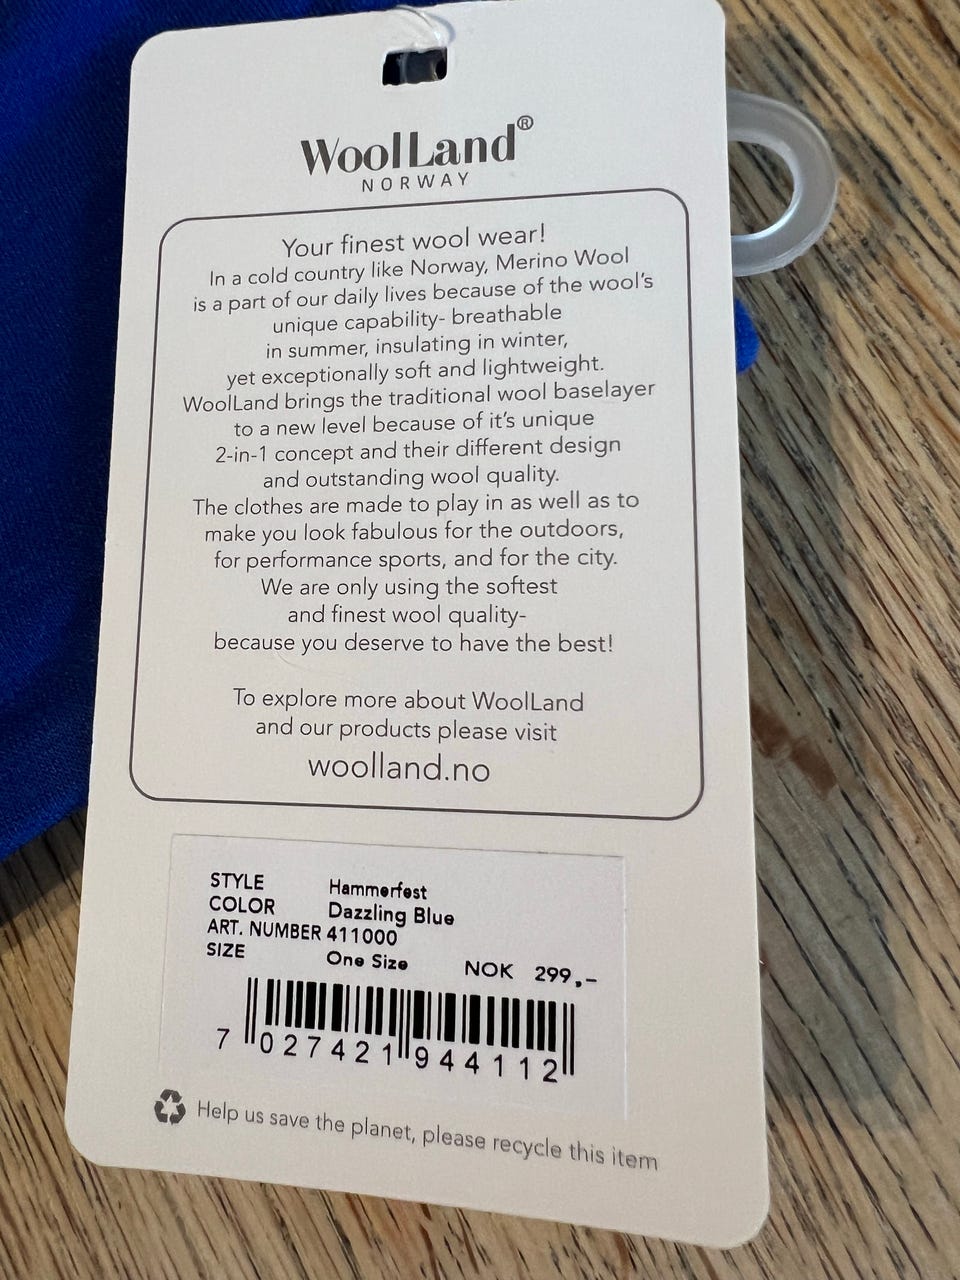 WoolLand®
NORWAY
Your finest wool wear!
In a cold country like Norway, Merino Wool
is a part of our daily lives because of the wool's
unique capability- breathable
in summer, insulating in winter,
yet exceptionally soft and lightweight.
WoolLand brings the traditional wool baselayer
to a new level because of it's unique
2-in-1 concept and their different design
and outstanding wool quality.
The clothes are made to play in as well as to
make you look fabulous for the outdoors,
for performance sports, and for the city.
We are only using the softest
and finest wool quality-
because you deserve to have the best!
To explore more about WoolLand
and our products please visit
woolland.no
STYLE Hammerfest
COLOR Dazzling Blue
ART. NUMBER 411000
SIZE One Size NOK 299,-
7 027421 944112
Help us save the planet, please recycle this item